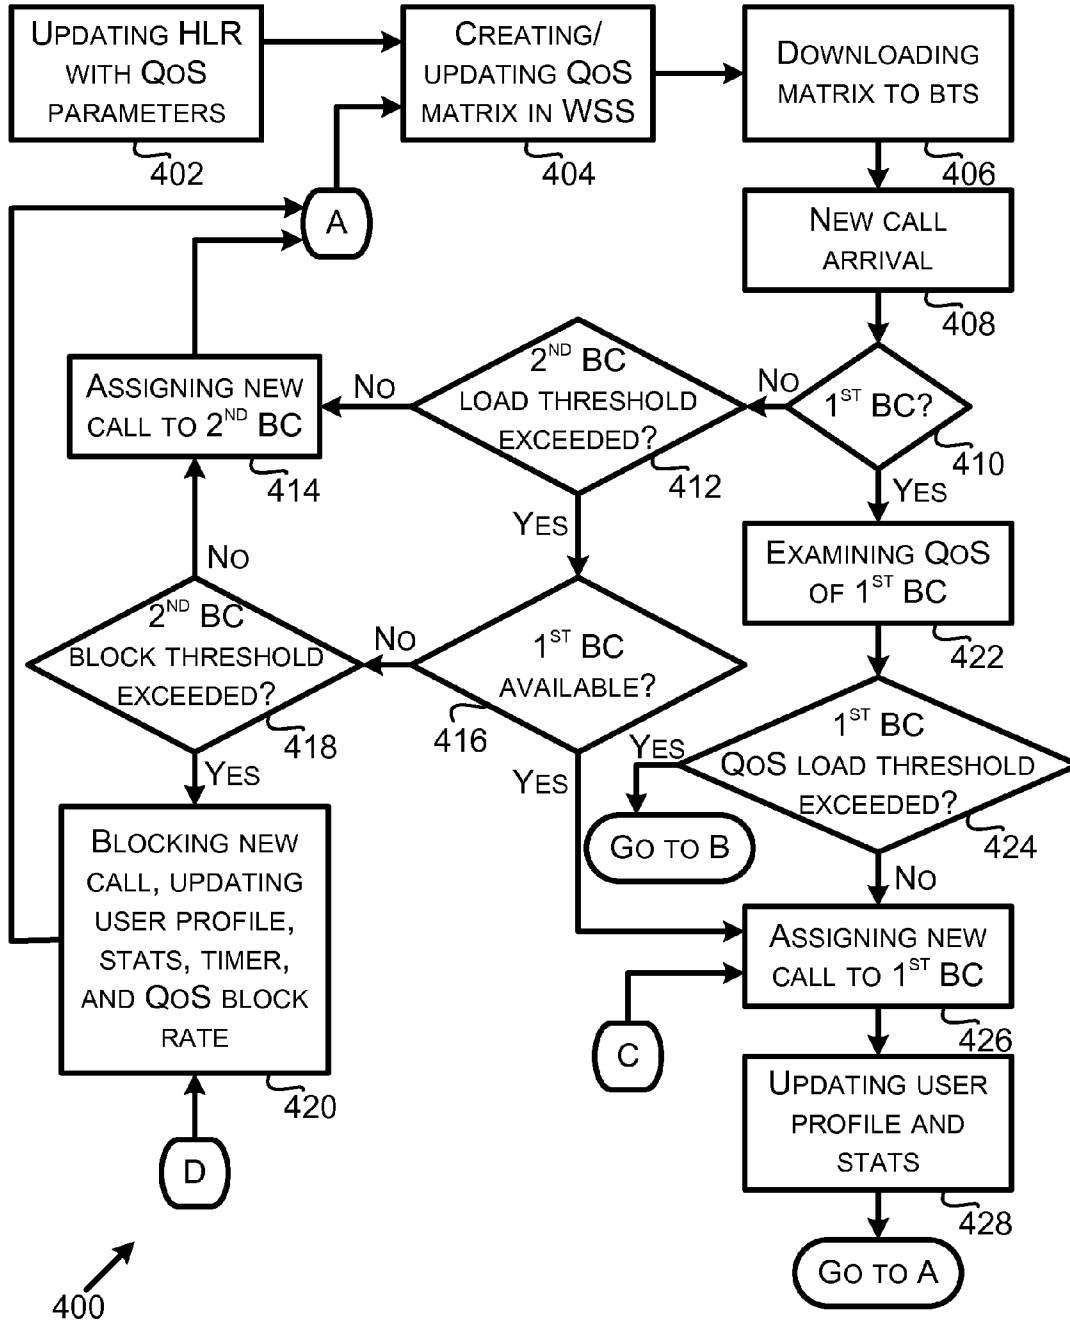 UPDATING HLR
WITH QOS
PARAMETERS
402
CREATING/
UPDATING QOS
MATRIX IN WSS
404
DOWNLOADING
MATRIX TO BTS
406
A
NEW CALL
ARRIVAL
408
1ST BC?
410
NO
YES
2ND BC
LOAD THRESHOLD
EXCEEDED?
412
NO
YES
ASSIGNING NEW
CALL TO 2ND BC
414
NO
2ND BC
BLOCK THRESHOLD
EXCEEDED?
418
YES
NO
1ST BC
AVAILABLE?
416
YES
EXAMINING QOS
OF 1ST BC
422
1ST BC
QOS LOAD THRESHOLD
EXCEEDED?
424
YES
GO TO B
NO
BLOCKING NEW
CALL, UPDATING
USER PROFILE,
STATS, TIMER,
AND QOS BLOCK
RATE
420
D
ASSIGNING NEW
CALL TO 1ST BC
426
C
UPDATING USER
PROFILE AND
STATS
428
GO TO A
400